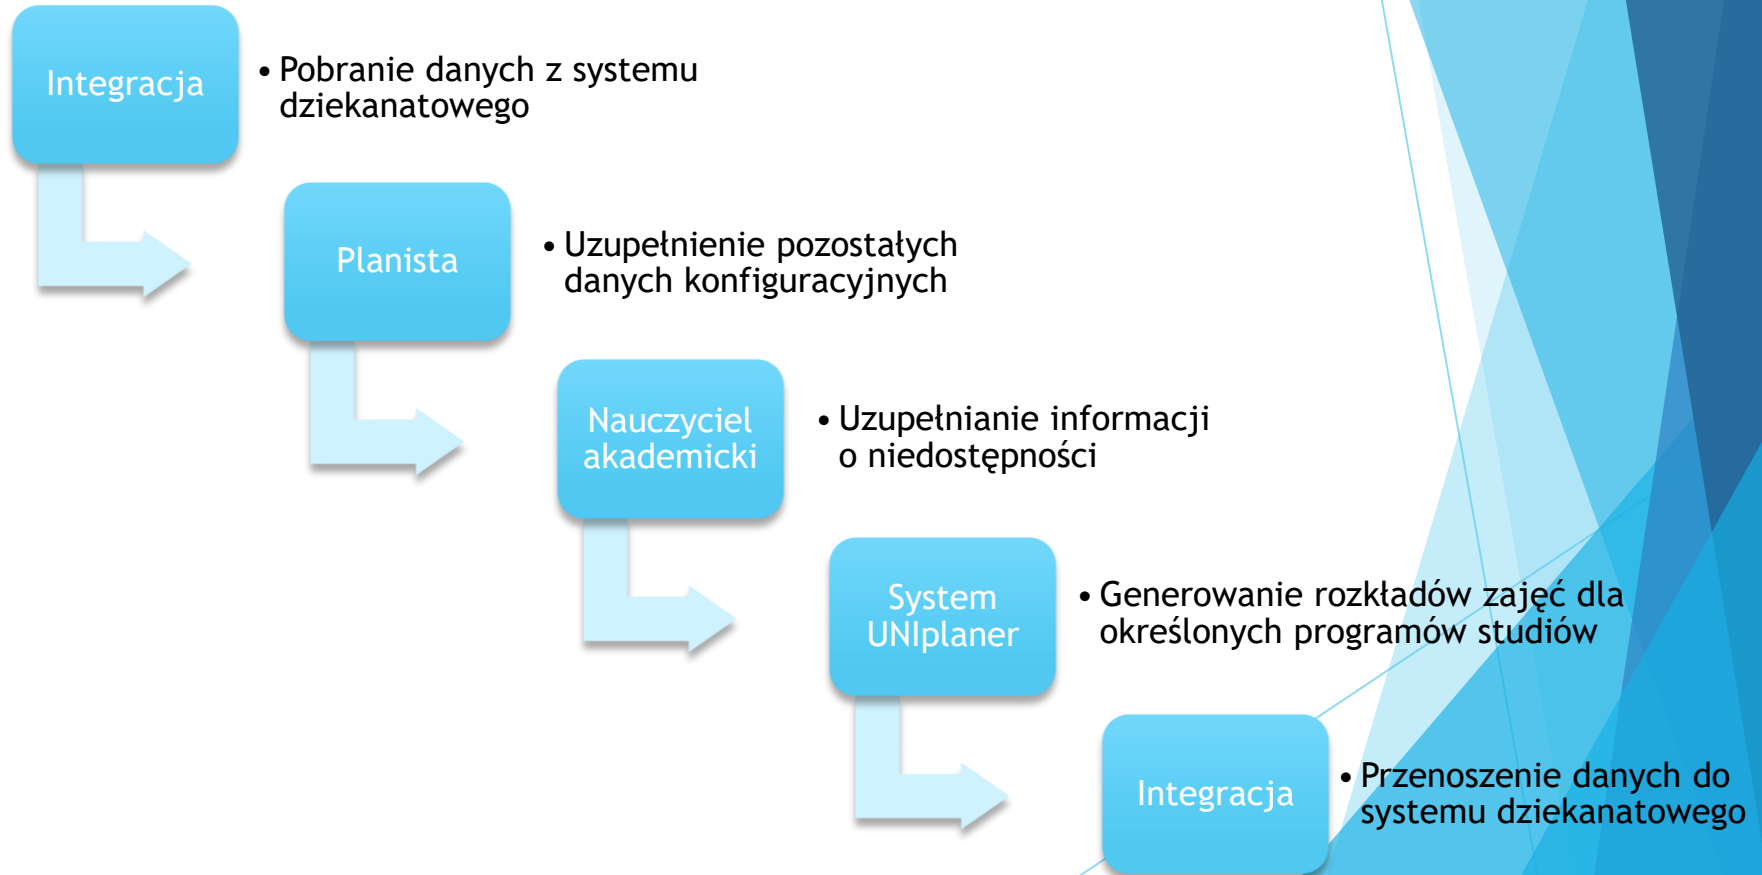 Integracja
• Pobranie danych z systemu
dziekanatowego
Planista
• Uzupełnienie pozostałych
danych konfiguracyjnych
Nauczyciel
akademicki
• Uzupełnianie informacji
o niedostępności
System
UNIplaner
• Generowanie rozkładów zajęć dla
określonych programów studiów
Integracja
• Przenoszenie danych do
systemu dziekanatowego